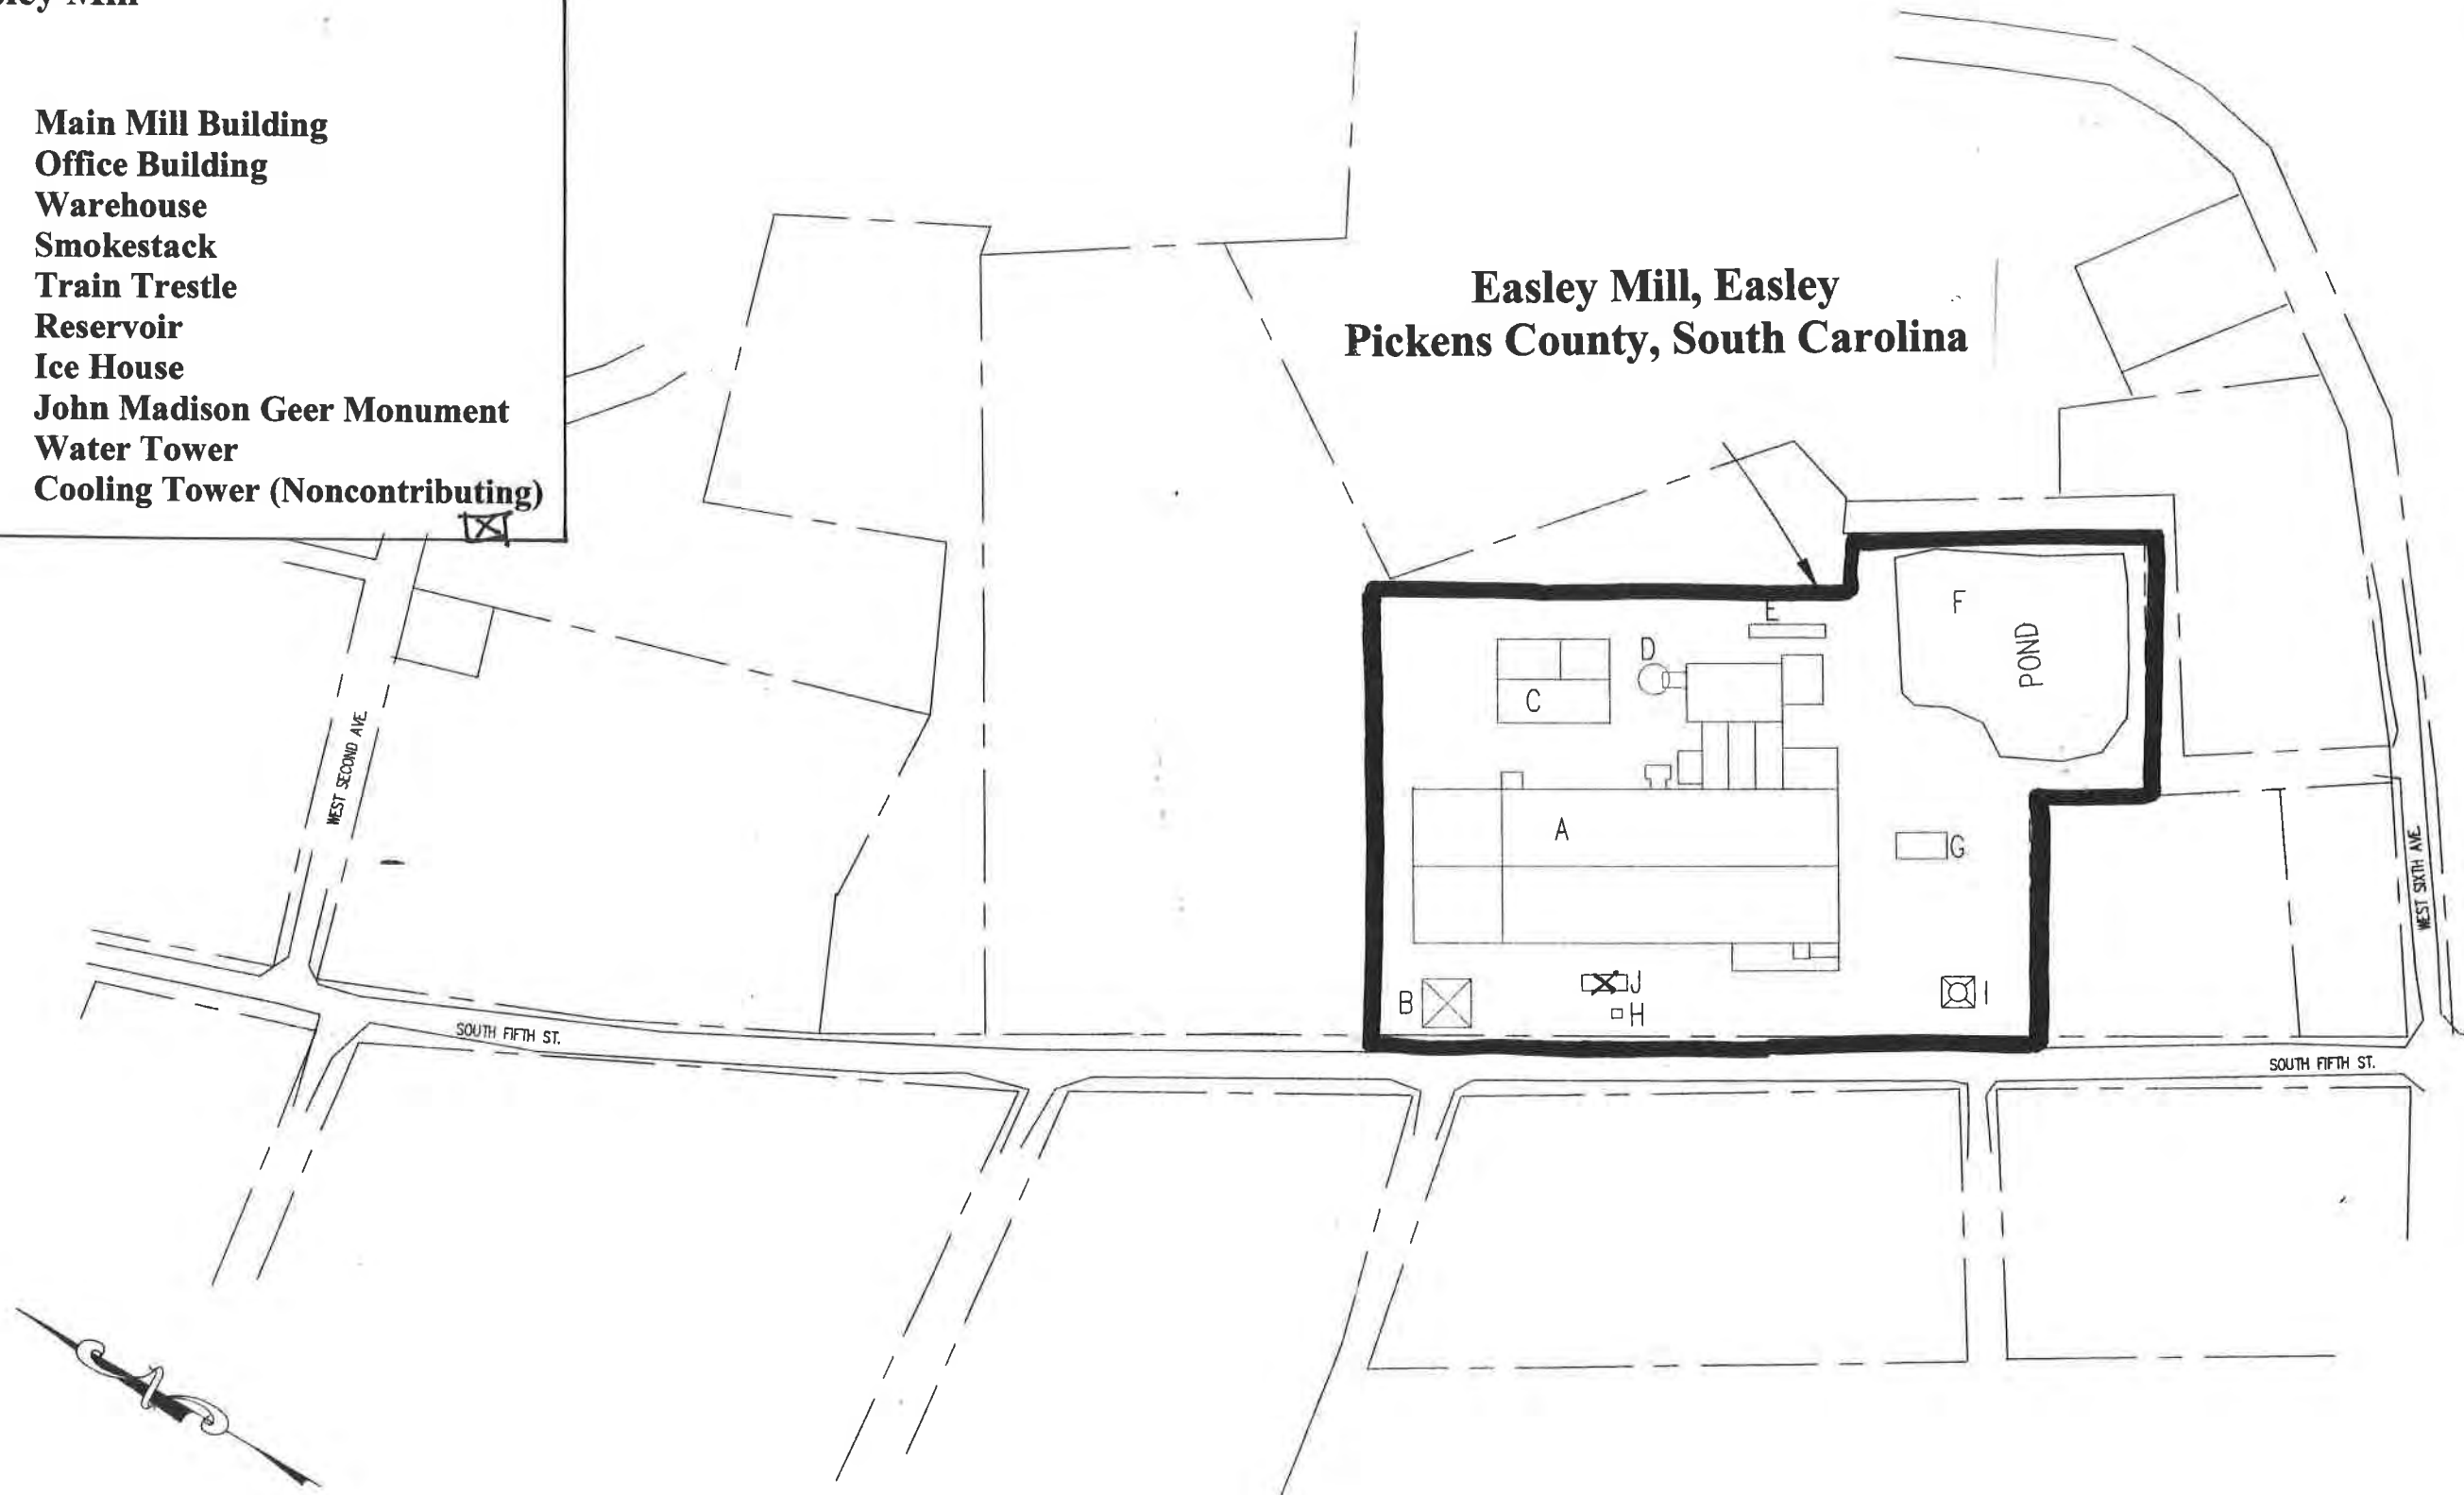 Main Mill Building
Office Building
Warehouse
Smokestack
Train Trestle
Reservoir
Ice House
John Madison Geer Monument
Water Tower
Cooling Tower (Noncontributing)
Easley Mill, Easley
Pickens County, South Carolina
E
F
D
POND
C
WEST SECOND AVE.
A
G
WEST SIXTH AVE.
J
B
I
H
SOUTH FIFTH ST.
SOUTH FIFTH ST.